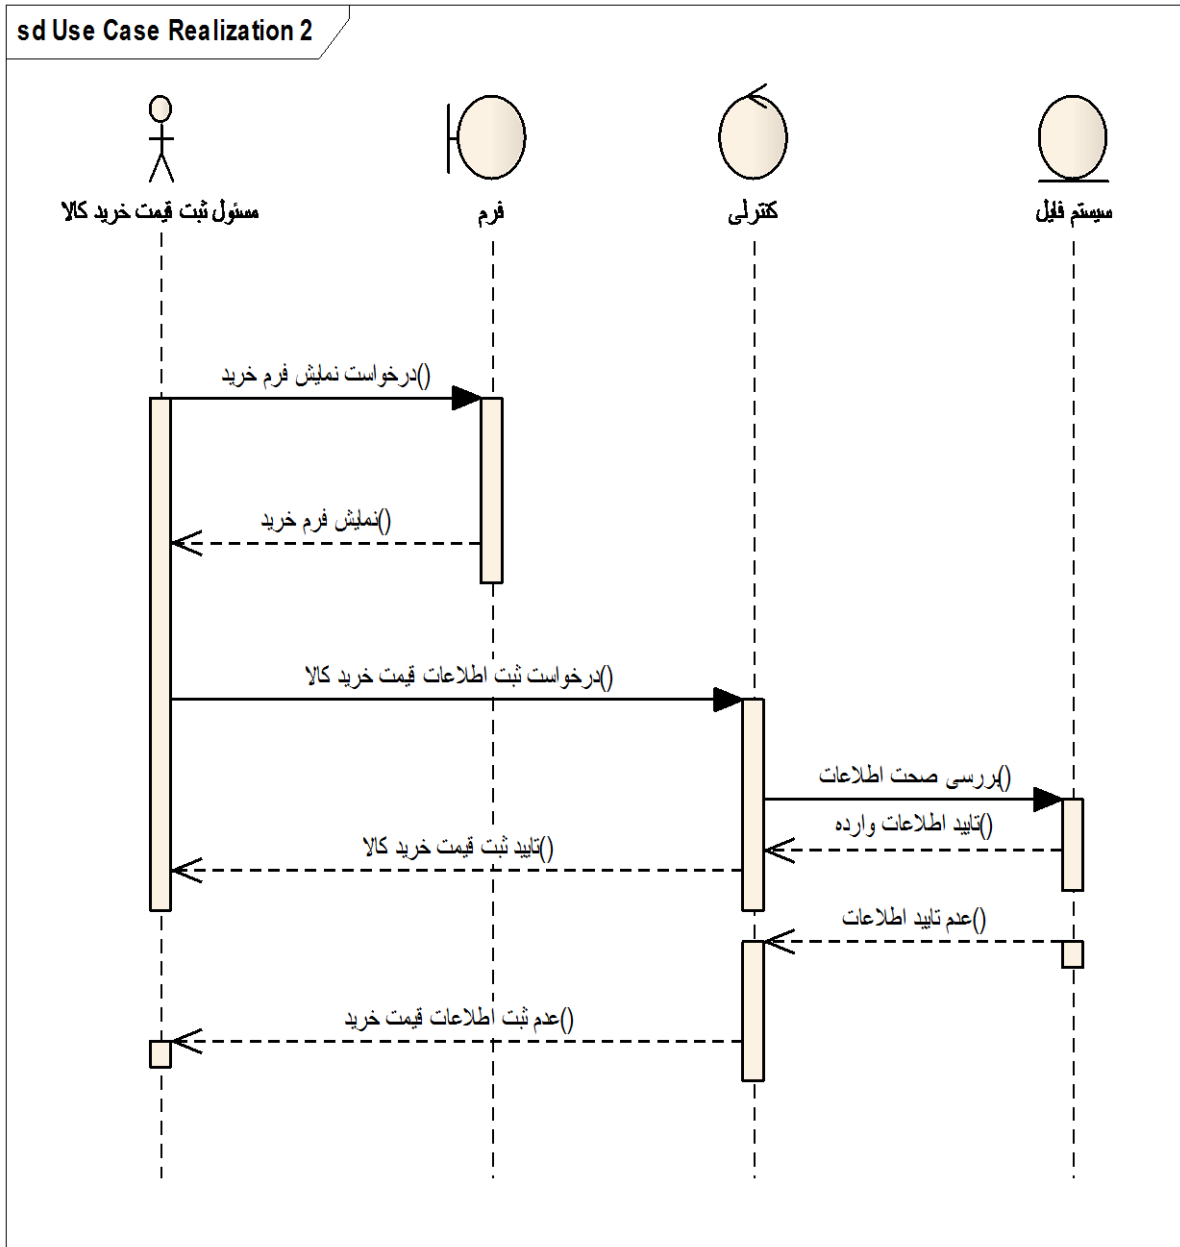 sd Use Case Realization 2
مسئول ثبت قیمت خرید کالا
فرم
کنترلی
سیستم فایل
درخواست نمایش فرم خرید()
نمایش فرم خرید()
درخواست ثبت اطلاعات قیمت خرید کالا()
بررسی صحت اطلاعات()
تایید اطلاعات وارده()
تایید ثبت قیمت خرید کالا()
عدم تایید اطلاعات()
عدم ثبت اطلاعات قیمت خرید()